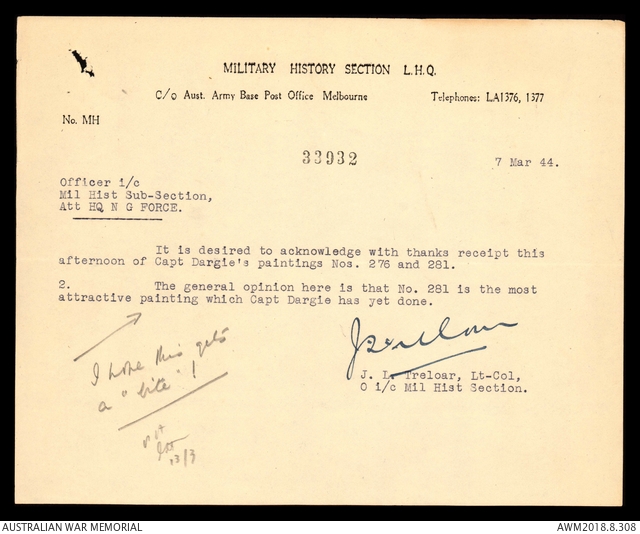 MILITARY HISTORY SECTION L.H.Q.
C/o Aust. Army Base Post Office Melbourne Telephones: LA1376, 1377
No. MH
33932 7 Mar 44.
Officer i/c
Mil Hist Sub-Section,
Att HQ N G FORCE.
It is desired to acknowledge with thanks receipt this
afternoon of Capt Dargie's paintings Nos. 276 and 281.
2. The general opinion here is that No. 281 is the most
attractive painting which Capt Dargie has yet done.
I hope this gets
a "bite"!
13/3
JLTreloar
J. L. Treloar, Lt-Col,
O i/c Mil Hist Section.
AUSTRALIAN WAR MEMORIAL AWM2018.8.308